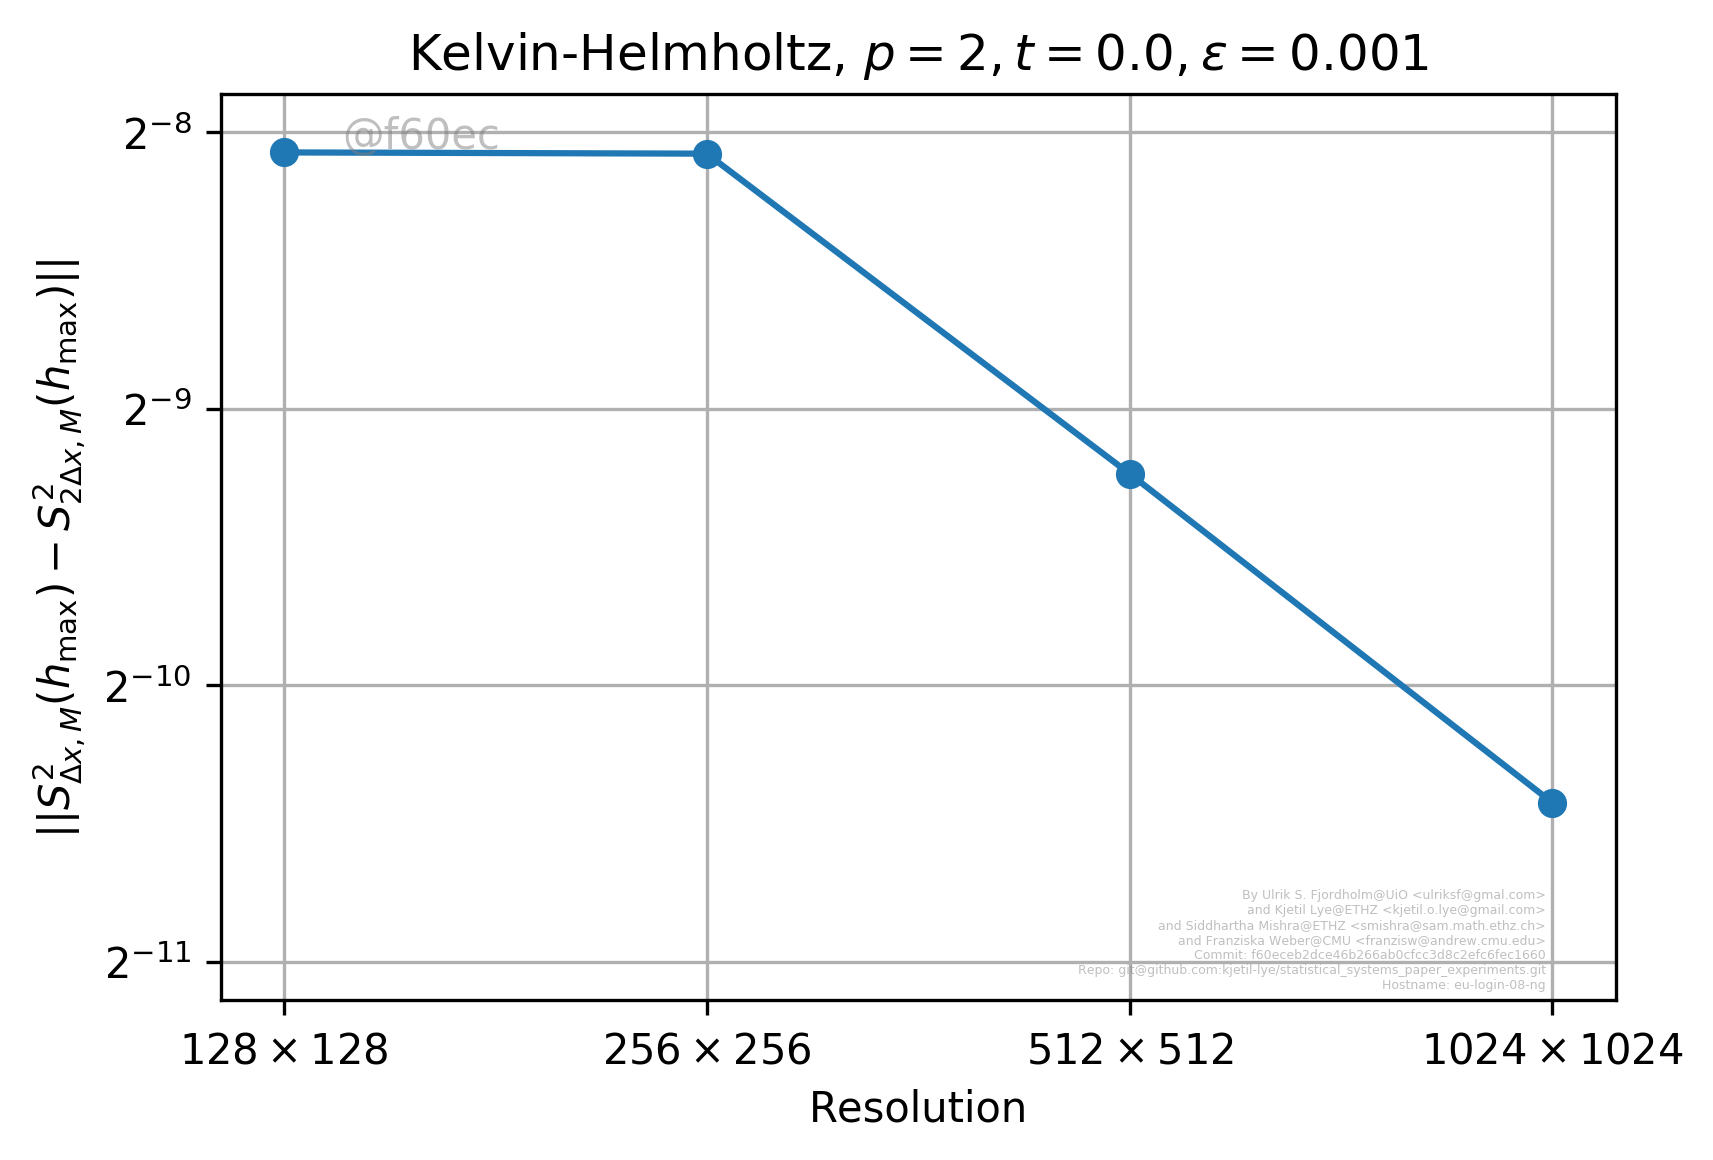 Kelvin-Helmholtz, p = 2, t = 0.0, ε = 0.001
@f60ec
2⁻⁸
2⁻⁹
2⁻¹⁰
2⁻¹¹
||S²_{Δx,M}(h_max) − S²_{2Δx,M}(h_max)||
By Ulrik S. Fjordholm@UiO <ulriksf@gmal.com>
and Kjetil Lye@ETHZ <kjetil.o.lye@gmail.com>
and Siddhartha Mishra@ETHZ <smishra@sam.math.ethz.ch>
and Franziska Weber@CMU <franzisw@andrew.cmu.edu>
Commit: f60eceb2dce46b266ab0cfcc3d8c2efc6fec1660
Repo: git@github.com:kjetil-lye/statistical_systems_paper_experiments.git
Hostname: eu-login-08-ng
128 × 128 256 × 256 512 × 512 1024 × 1024
Resolution